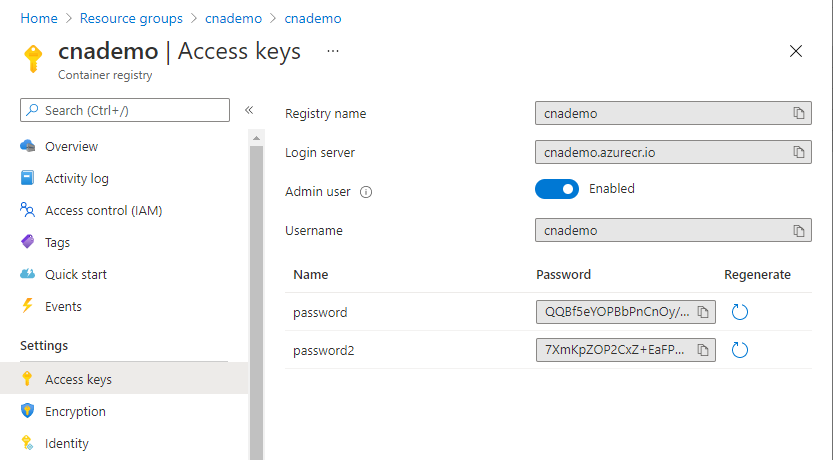 Home > Resource groups > cnademo > cnademo
cnademo | Access keys ...
Container registry
Search (Ctrl+/)
«
Overview
Activity log
Access control (IAM)
Tags
Quick start
Events
Settings
Access keys
Encryption
Identity
Registry name cnademo
Login server cnademo.azurecr.io
Admin user Enabled
Username cnademo
Name Password Regenerate
password QQBf5eYOPBbPnCnOy/...
password2 7XmKpZOP2CxZ+EaFP...